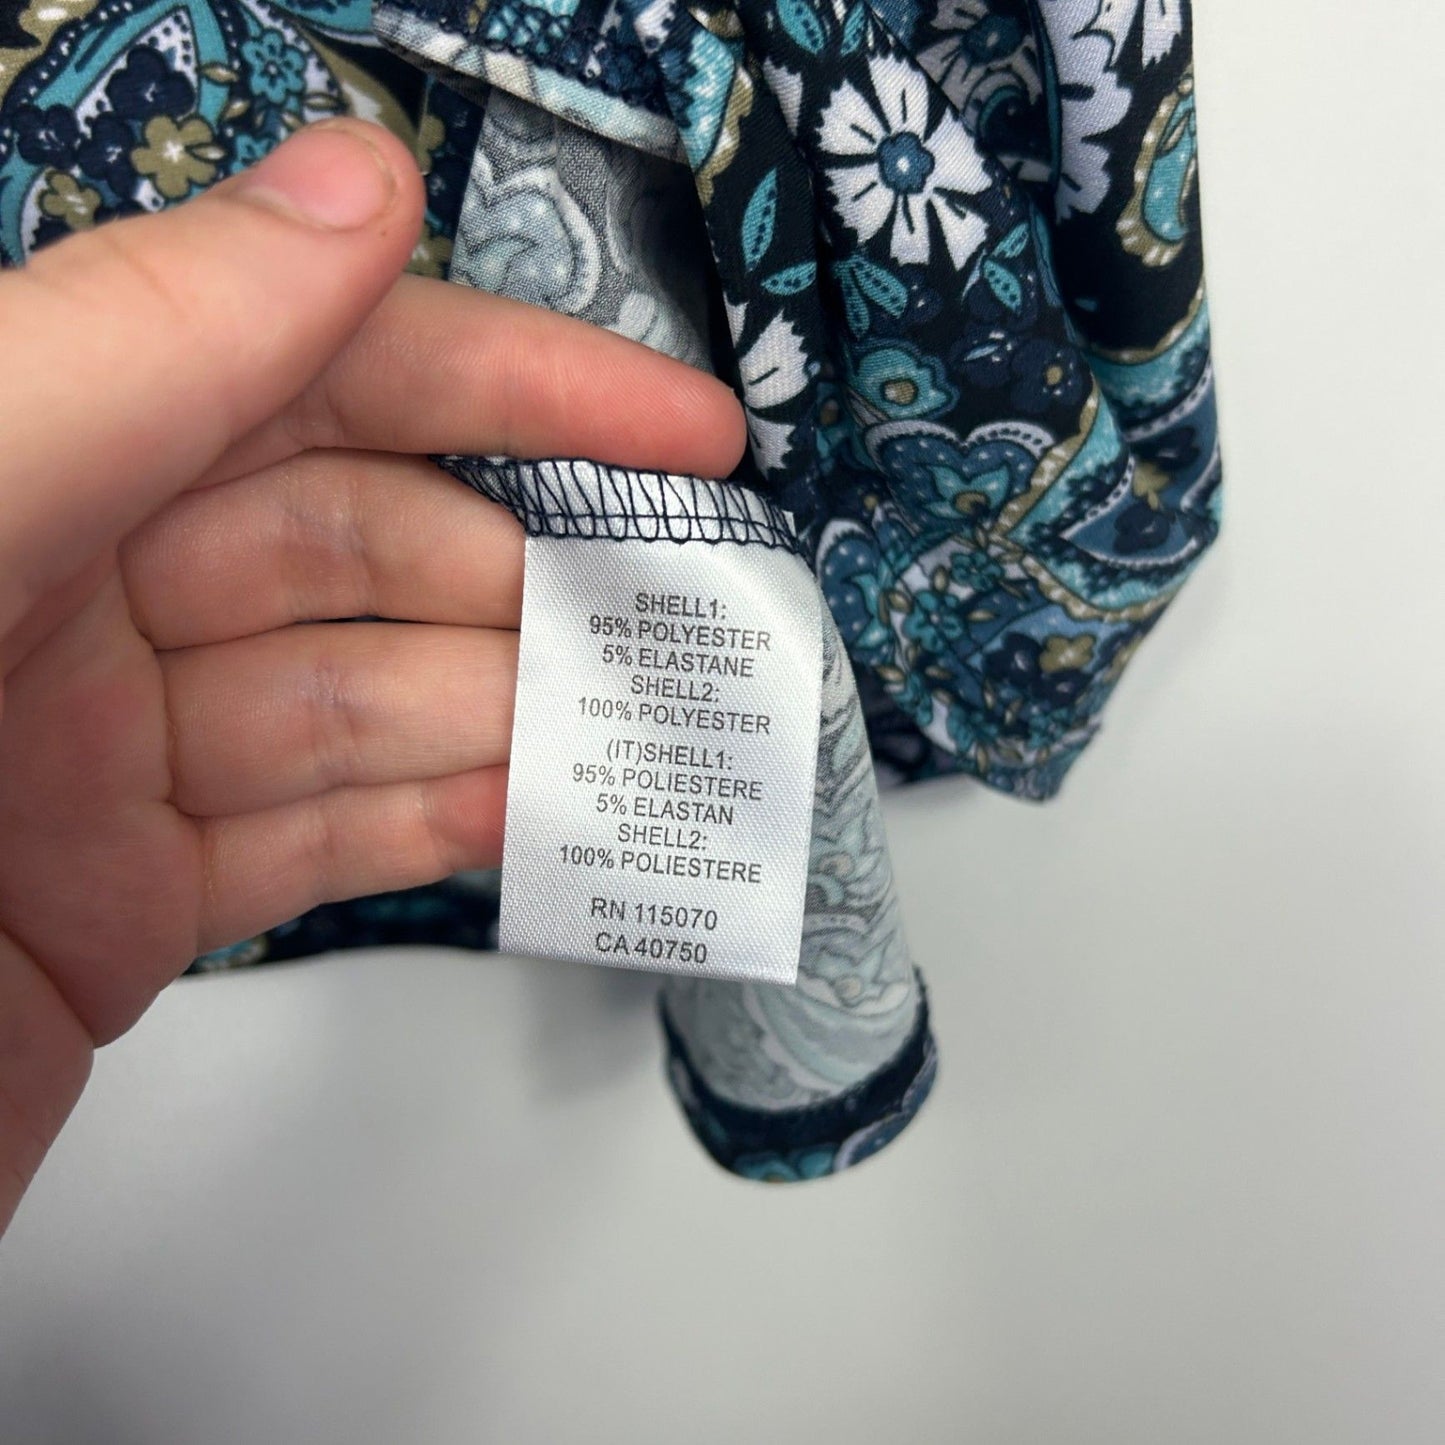 SHELL1:
95% POLYESTER
5% ELASTANE
SHELL2:
100% POLYESTER
(IT)SHELL1:
95% POLIESTERE
5% ELASTAN
SHELL2:
100% POLIESTERE
RN 115070
CA 40750